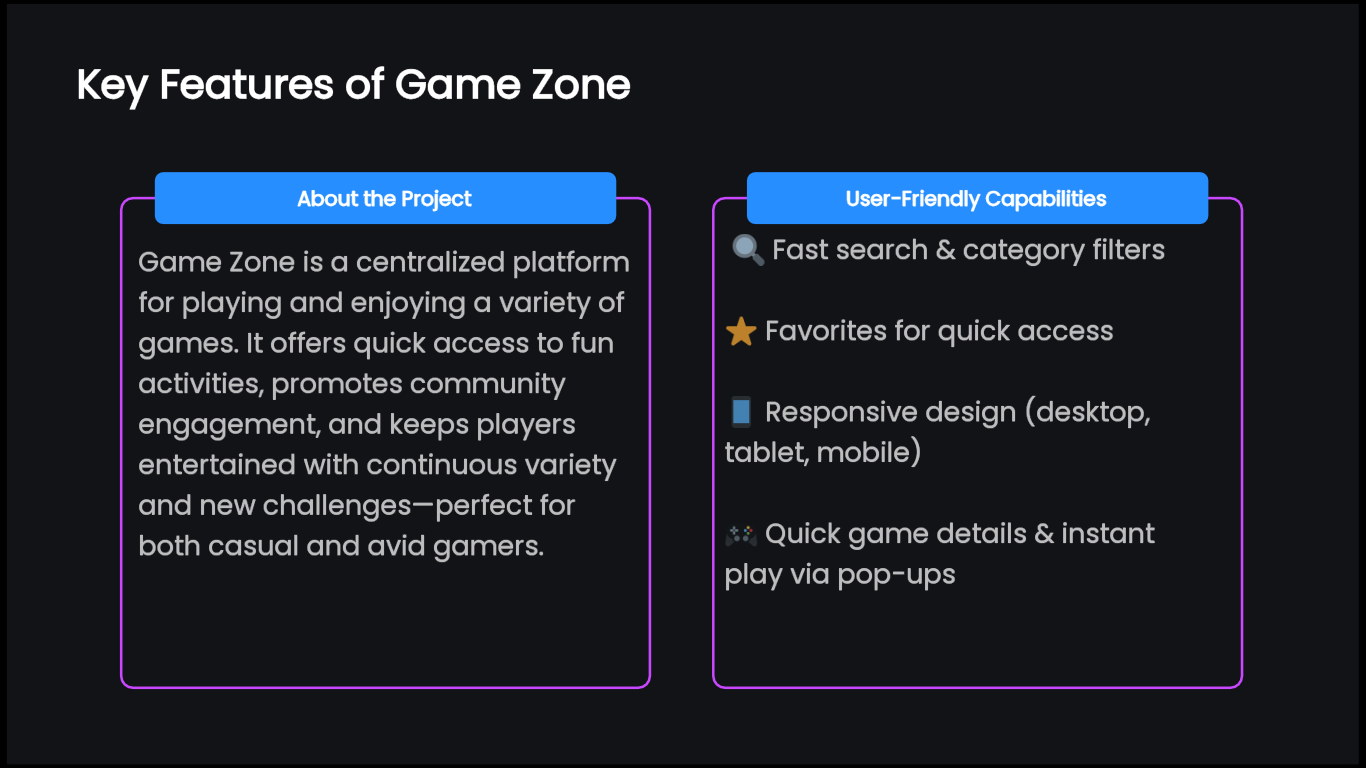 Key Features of Game Zone
About the Project
Game Zone is a centralized platform
for playing and enjoying a variety of
games. It offers quick access to fun
activities, promotes community
engagement, and keeps players
entertained with continuous variety
and new challenges—perfect for
both casual and avid gamers.
User-Friendly Capabilities
🔍 Fast search & category filters
⭐ Favorites for quick access
📱 Responsive design (desktop,
tablet, mobile)
🎮 Quick game details & instant
play via pop-ups